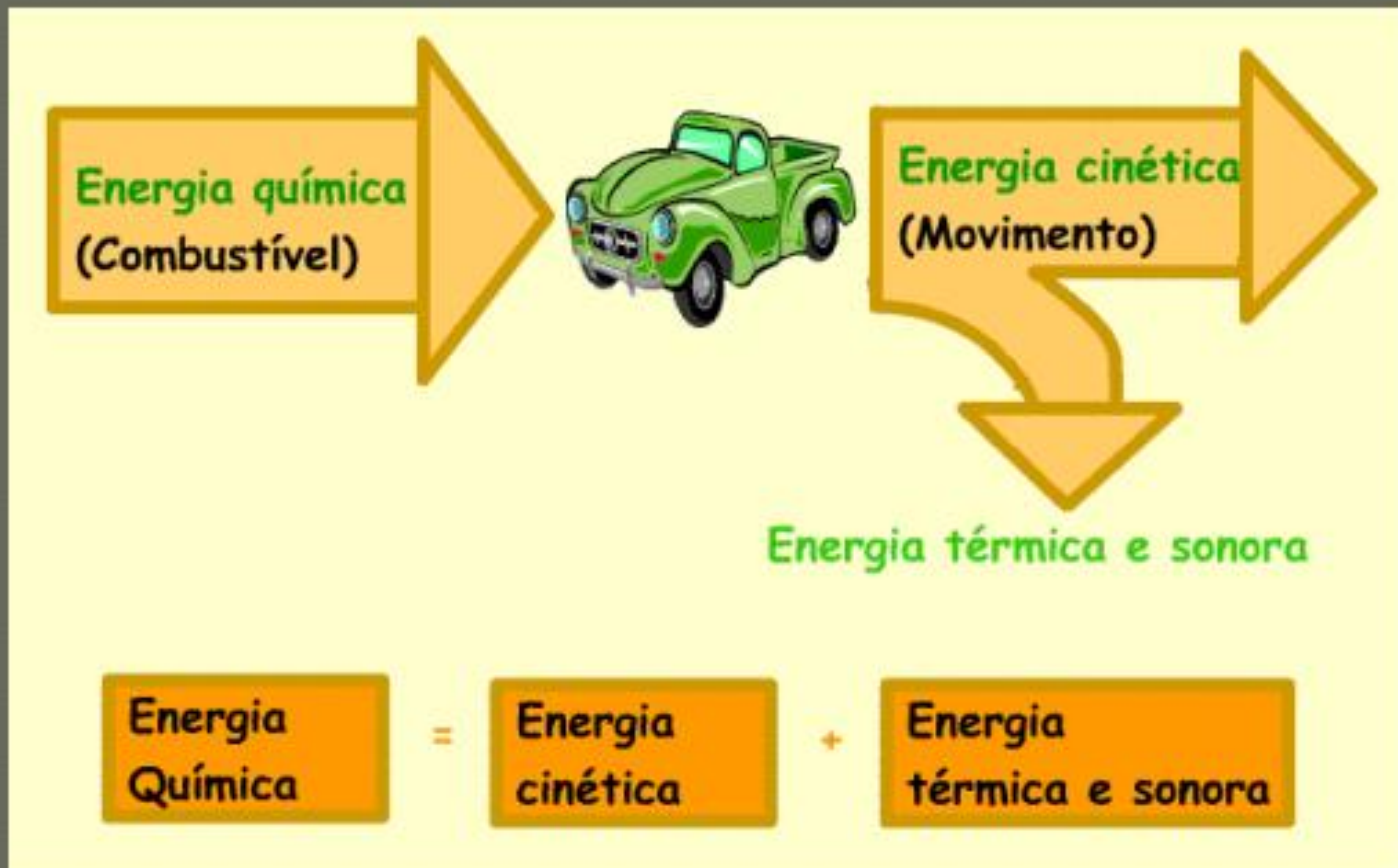 Energia química
(Combustível)
Energia cinética
(Movimento)
Energia térmica e sonora
Energia
Química
=
Energia
cinética
+
Energia
térmica e sonora